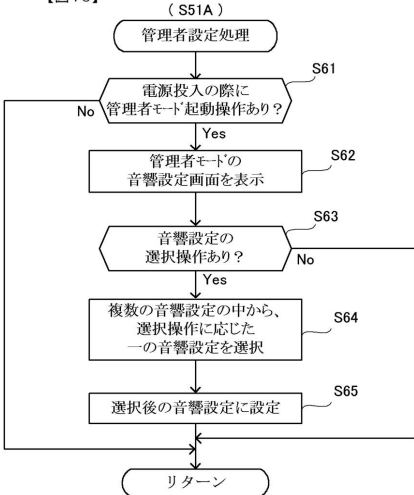 (S51A)
管理者設定処理
S61
電源投入の際に
管理者モード起動操作あり?
No
Yes
S62
管理者モードの
音響設定画面を表示
S63
音響設定の
選択操作あり?
No
Yes
S64
複数の音響設定の中から、
選択操作に応じた
一の音響設定を選択
S65
選択後の音響設定に設定
リターン